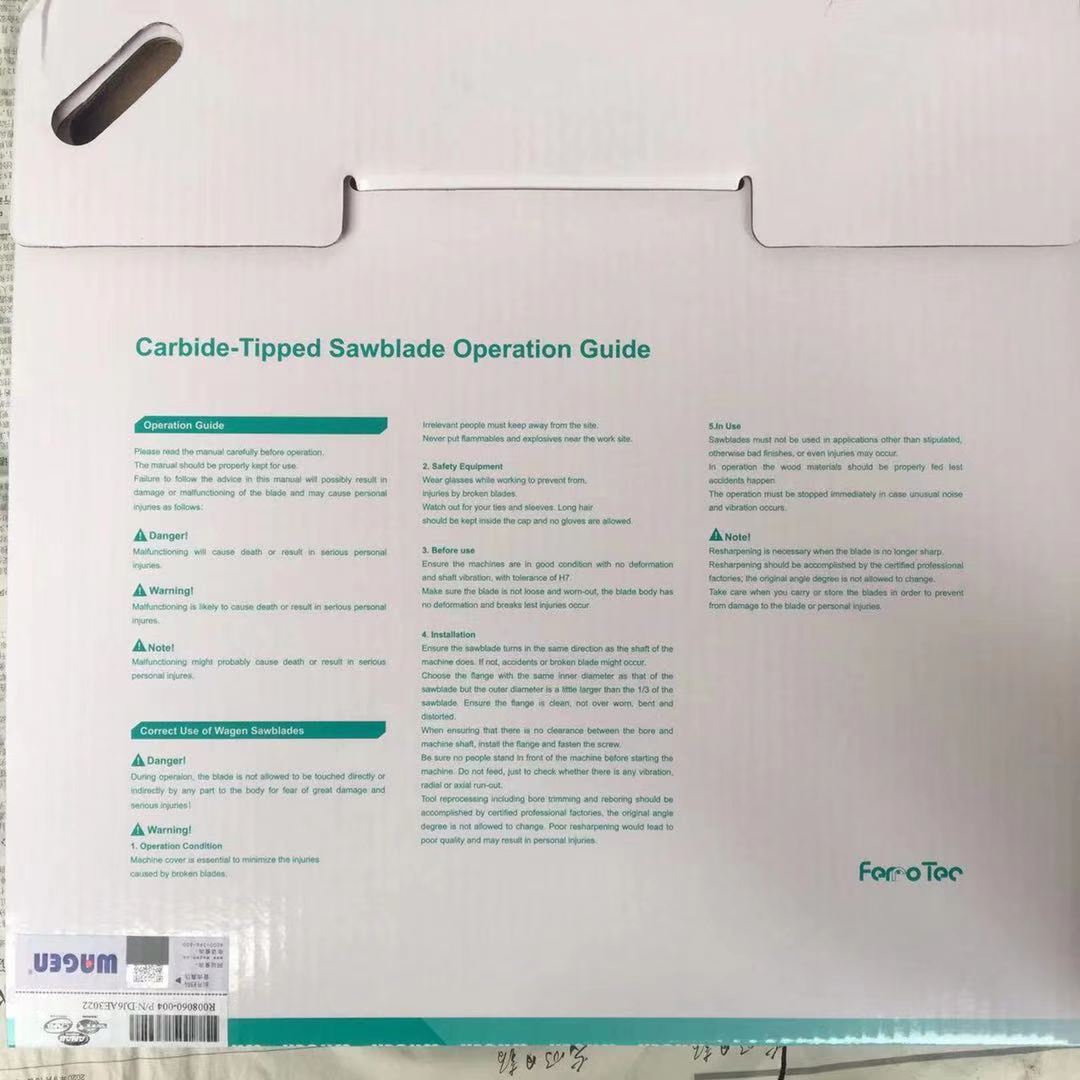 Carbide-Tipped Sawblade Operation Guide
Operation Guide
Please read the manual carefully before operation.
The manual should be properly kept for use.
Failure to follow the advice in this manual will possibly result in
damage or malfunctioning of the blade and may cause personal
injuries as follows:
Danger!
Malfunctioning will cause death or result in serious personal
injuries.
Warning!
Malfunctioning is likely to cause death or result in serious personal
injures.
Note!
Malfunctioning might probably cause death or result in serious
personal injures.
Correct Use of Wagen Sawblades
Danger!
During operaion, the blade is not allowed to be touched directly or
indirectly by any part to the body for fear of great damage and
serious injuries!
Warning!
1. Operation Condition
Machine cover is essential to minimize the injuries
caused by broken blades.
Irrelevant people must keep away from the site.
Never put flammables and explosives near the work site.
2. Safety Equipment
Wear glasses while working to prevent from,
injuries by broken blades.
Watch out for your ties and sleeves. Long hair
should be kept inside the cap and no gloves are allowed.
3. Before use
Ensure the machines are in good condition with no deformation
and shaft vibration, with tolerance of H7.
Make sure the blade is not loose and worn-out, the blade body has
no deformation and breaks lest injuries occur.
4. Installation
Ensure the sawblade turns in the same direction as the shaft of the
machine does. If not, accidents or broken blade might occur.
Choose the flange with the same inner diameter as that of the
sawblade but the outer diameter is a little larger than the 1/3 of the
sawblade. Ensure the flange is clean, not over worn, bent and
distorted.
When ensuring that there is no clearance between the bore and
machine shaft, install the flange and fasten the screw.
Be sure no people stand in front of the machine before starting the
machine. Do not feed, just to check whether there is any vibration,
radial or axial run-out.
Tool reprocessing including bore trimming and reboring should be
accomplished by certified professional factories, the original angle
degree is not allowed to change. Poor resharpening would lead to
poor quality and may result in personal injuries.
5.In Use
Sawblades must not be used in applications other than stipulated,
otherwise bad finishes, or even injuries may occur.
In operation the wood materials should be properly fed lest
accidents happen.
The operation must be stopped immediately in case unusual noise
and vibration occurs.
Note!
Resharpening is necessary when the blade is no longer sharp.
Resharpening should be accomplished by the certified professional
factories; the original angle degree is not allowed to change.
Take care when you carry or store the blades in order to prevent
from damage to the blade or personal injuries.
FerroTec
WAGEN®
R008060-004 P/N:DJ6AE3022